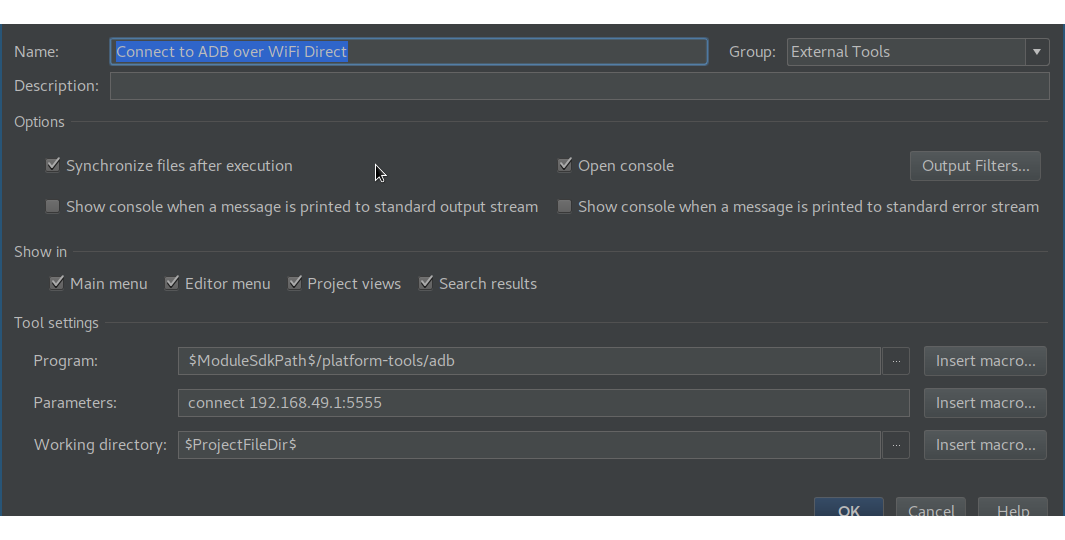 Name: Connect to ADB over WiFi Direct Group: External Tools
Description:
Options
Synchronize files after execution Open console Output Filters...
Show console when a message is printed to standard output stream Show console when a message is printed to standard error stream
Show in
Main menu Editor menu Project views Search results
Tool settings
Program: $ModuleSdkPath$/platform-tools/adb ... Insert macro...
Parameters: connect 192.168.49.1:5555 Insert macro...
Working directory: $ProjectFileDir$ ... Insert macro...
OK Cancel Help